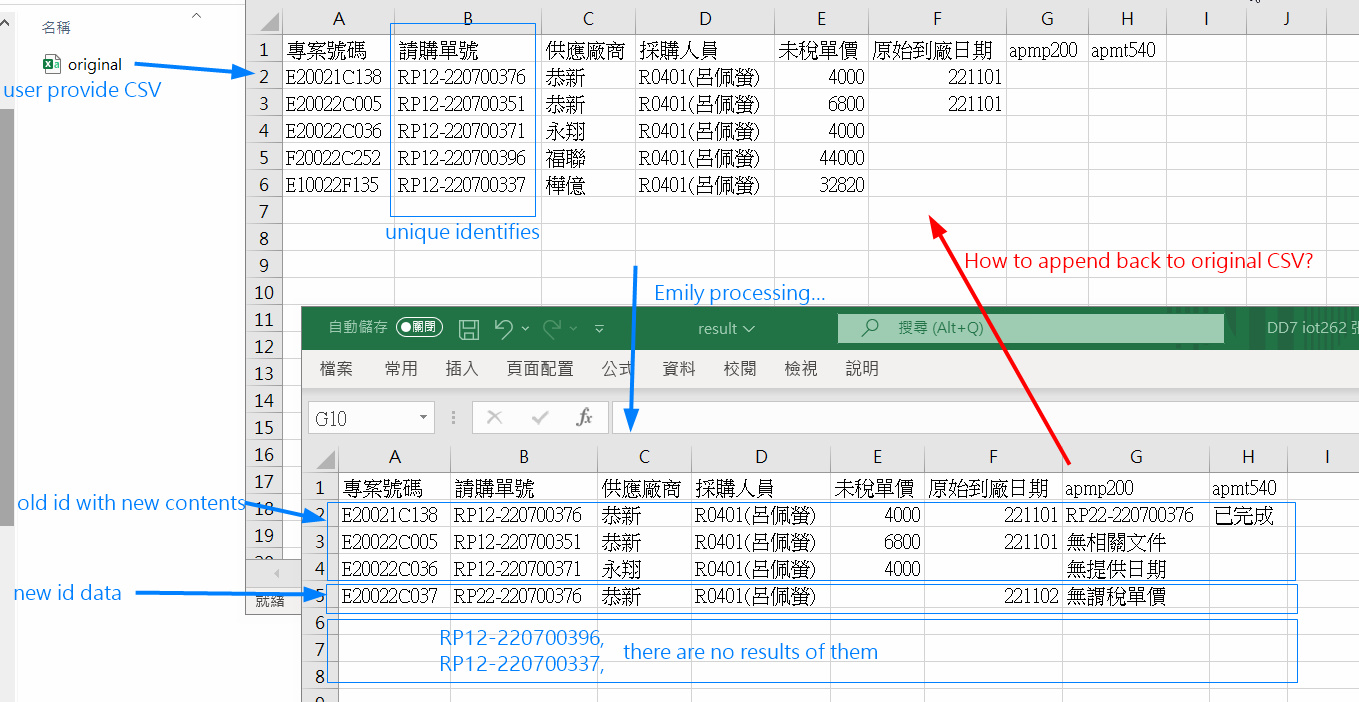 名稱
original
user provide CSV
A B C D E F G H I J
1 專案號碼 請購單號 供應廠商 採購人員 未稅單價 原始到廠日期 apmp200 apmt540
2 E20021C138 RP12-220700376 恭新 R0401(呂佩螢) 4000 221101
3 E20022C005 RP12-220700351 恭新 R0401(呂佩螢) 6800 221101
4 E20022C036 RP12-220700371 永翔 R0401(呂佩螢) 4000
5 F20022C252 RP12-220700396 福聯 R0401(呂佩螢) 44000
6 E10022F135 RP12-220700337 樺億 R0401(呂佩螢) 32820
7
8
unique identifies
9
How to append back to original CSV?
10
Emily processing...
11
自動儲存 關閉 result 搜尋 (Alt+Q) DD7 iot262
12
13
檔案 常用 插入 頁面配置 公式 資料 校閱 檢視 說明
14
15
G10 fx
16
A B C D E F G H I
17
1 專案號碼 請購單號 供應廠商 採購人員 未稅單價 原始到廠日期 apmp200 apmt540
old id with new contents
18
2 E20021C138 RP12-220700376 恭新 R0401(呂佩螢) 4000 221101 RP22-220700376 已完成
19
3 E20022C005 RP12-220700351 恭新 R0401(呂佩螢) 6800 221101 無相關文件
4 E20022C036 RP12-220700371 永翔 R0401(呂佩螢) 4000 無提供日期
new id data
就緒
5 E20022C037 RP22-220700376 恭新 R0401(呂佩螢) 221102 無謂稅單價
6
RP12-220700396,
7
there are no results of them
RP12-220700337,
8